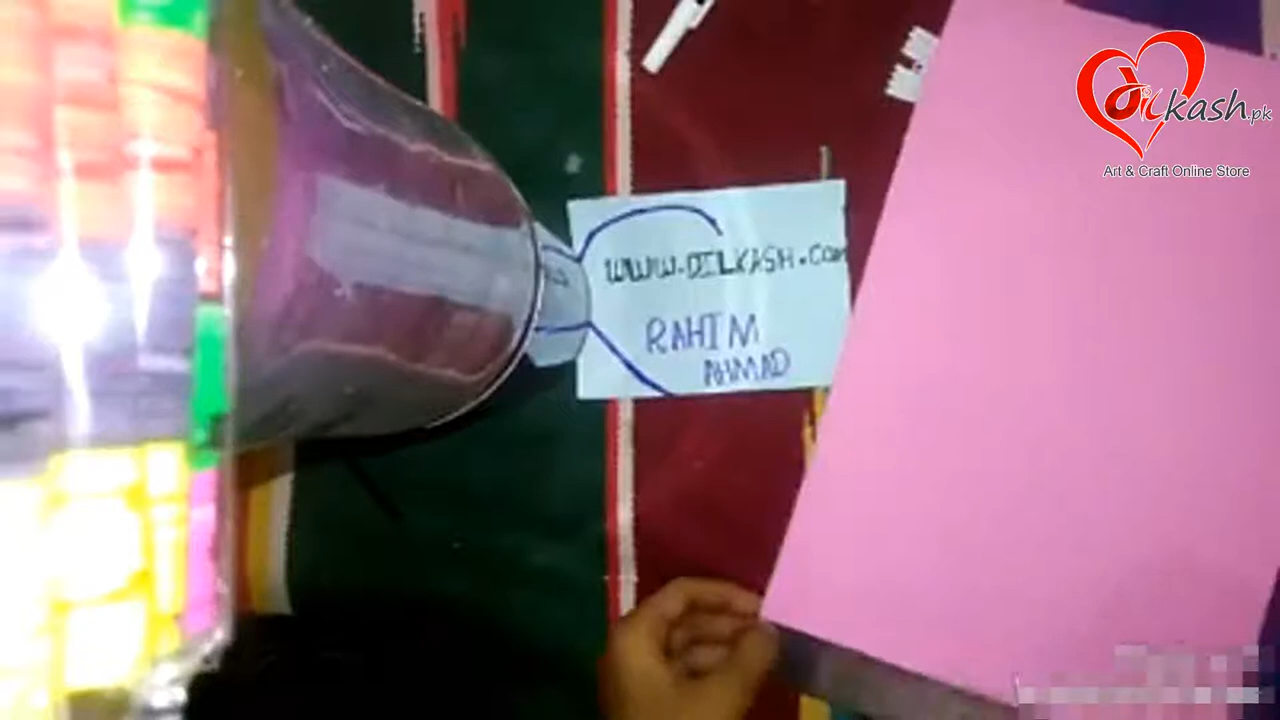 Dilkash.pk
Art & Craft Online Store
WWW.DILKASH.COM
RAHIM
AHMAD